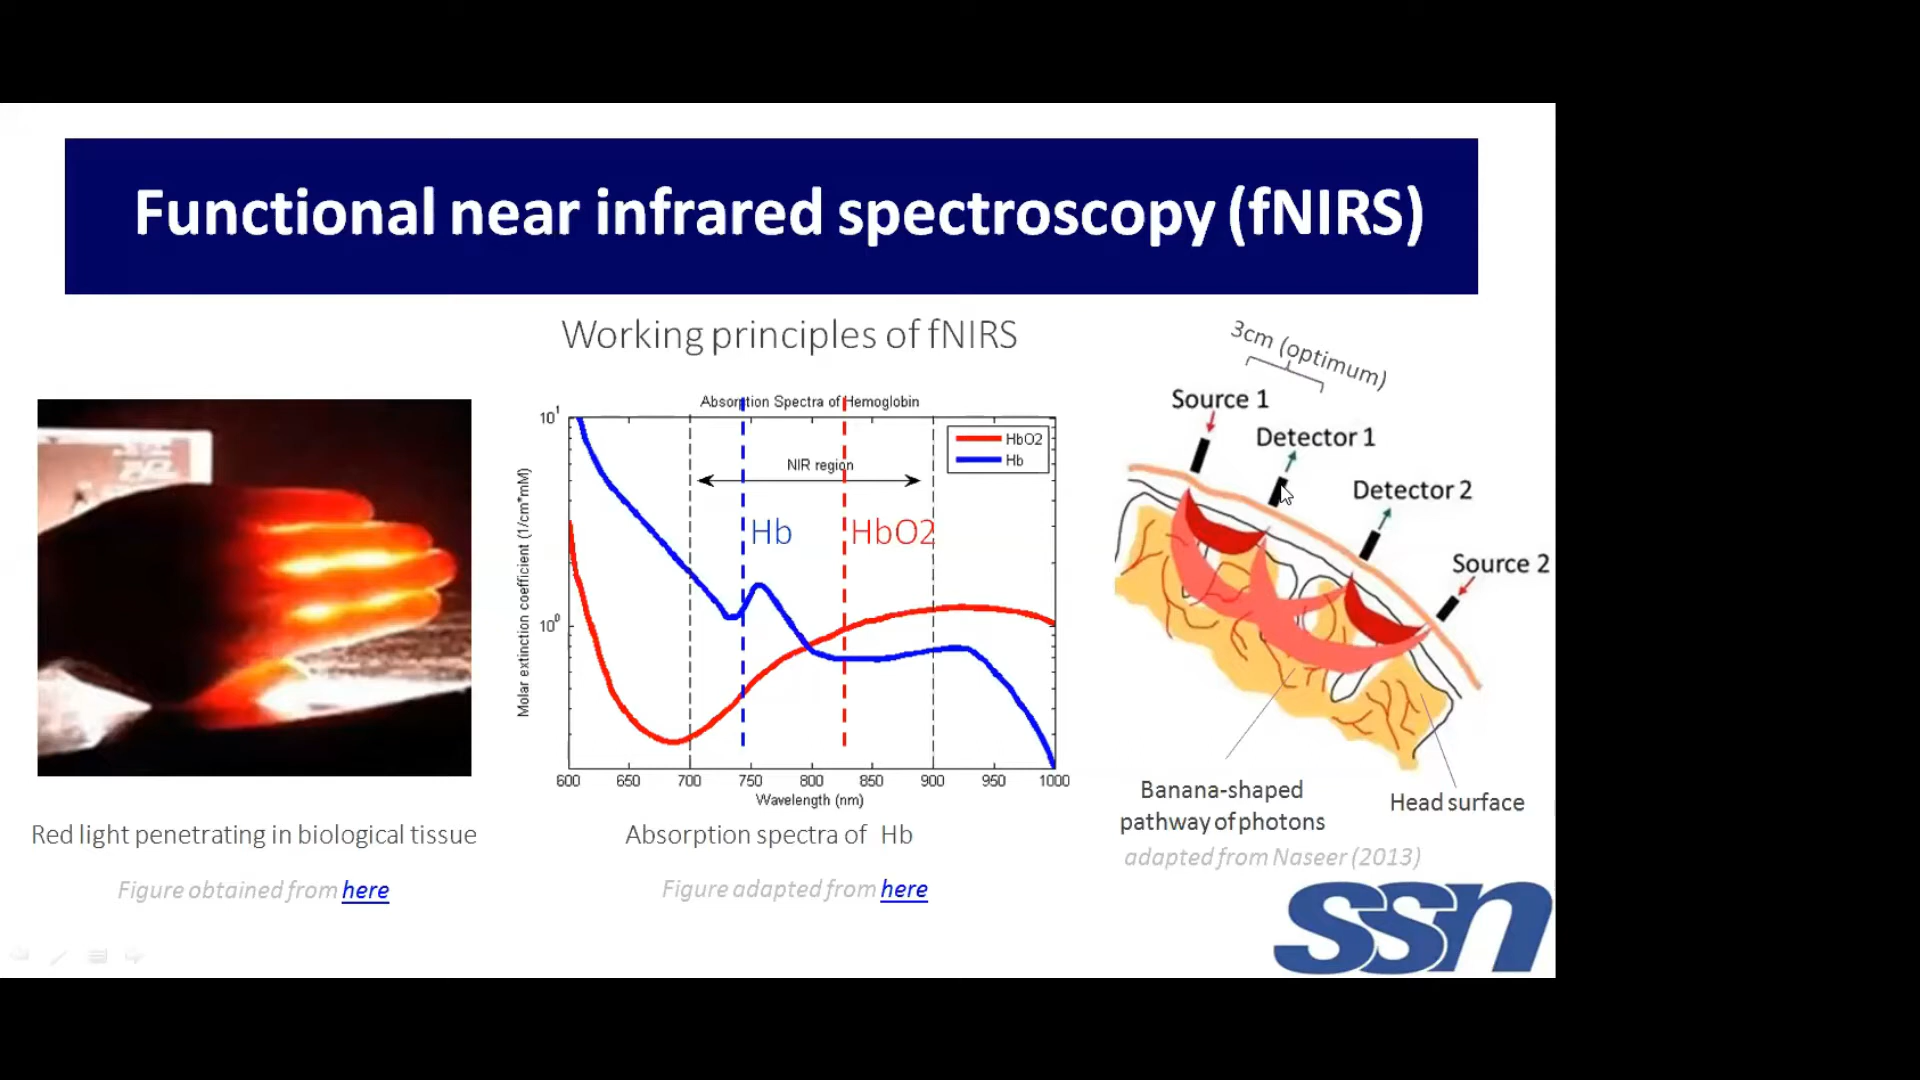 Functional near infrared spectroscopy (fNIRS)
Working principles of fNIRS
Red light penetrating in biological tissue
Figure obtained from here
Absorption Spectra of Hemoglobin
HbO2
Hb
NIR region
Hb
HbO2
Molar extinction coefficient (1/cm*mM)
10^1
10^0
600 650 700 750 800 850 900 950 1000
Wavelength (nm)
Absorption spectra of Hb
Figure adapted from here
3cm (optimum)
Source 1
Detector 1
Detector 2
Source 2
Banana-shaped
pathway of photons
Head surface
adapted from Naseer (2013)
ssn